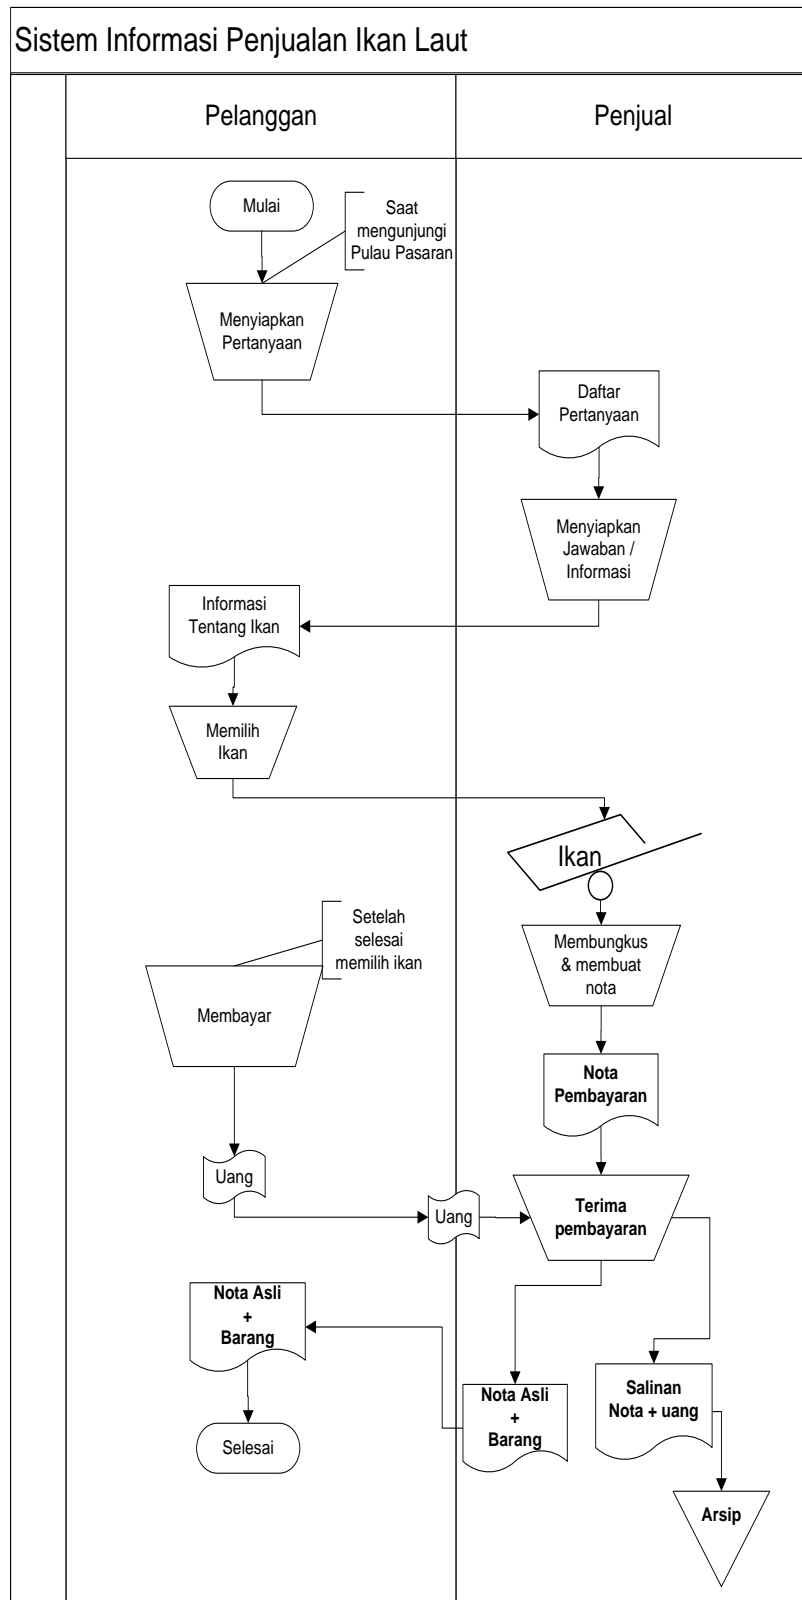 Sistem Informasi Penjualan Ikan Laut
Pelanggan
Penjual
Mulai
Saat
mengunjungi
Pulau Pasaran
Menyiapkan
Pertanyaan
Daftar
Pertanyaan
Menyiapkan
Jawaban /
Informasi
Informasi
Tentang Ikan
Memilih
Ikan
Ikan
Membungkus
& membuat
nota
Setelah
selesai
memilih ikan
Membayar
Nota
Pembayaran
Uang
Uang
Terima
pembayaran
Nota Asli
+
Barang
Nota Asli
+
Barang
Salinan
Nota + uang
Selesai
Arsip